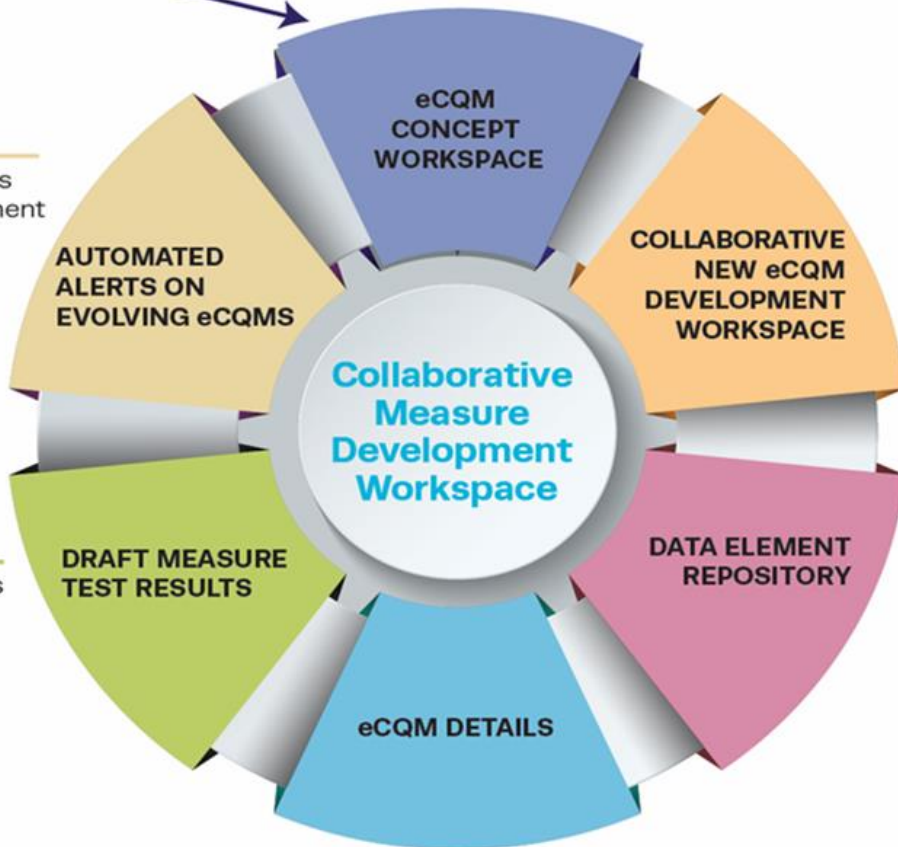 eCQM
CONCEPT
WORKSPACE
COLLABORATIVE
NEW eCQM
DEVELOPMENT
WORKSPACE
AUTOMATED
ALERTS ON
EVOLVING eCQMS
Collaborative
Measure
Development
Workspace
DATA ELEMENT
REPOSITORY
DRAFT MEASURE
TEST RESULTS
eCQM DETAILS